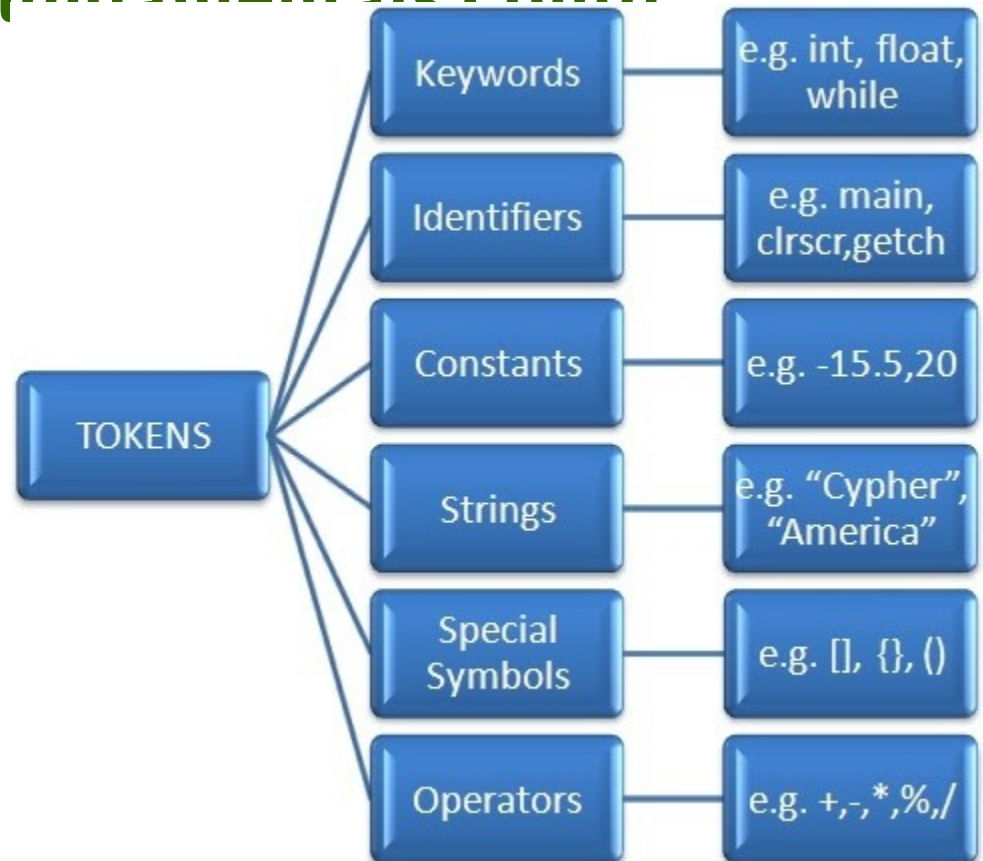 Keywords
e.g. int, float,
while
Identifiers
e.g. main,
clrscr,getch
Constants
e.g. -15.5,20
TOKENS
Strings
e.g. “Cypher”,
“America”
Special
Symbols
e.g. [], {}, ()
Operators
e.g. +,-,*,%,/